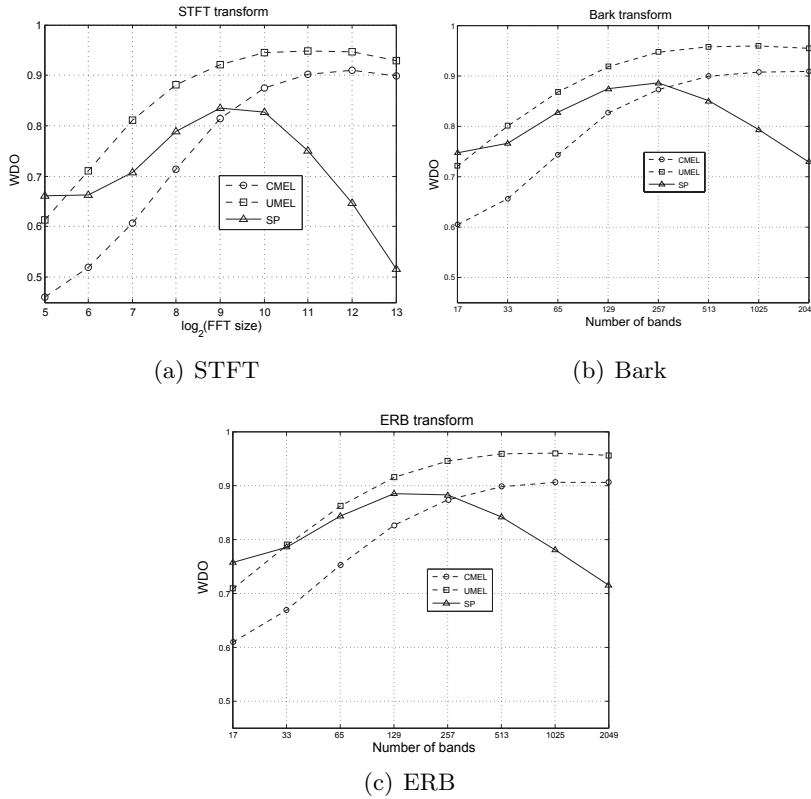 STFT transform
1
0.9
0.8
0.7
0.6
0.5
WDO
CMEL
UMEL
SP
5 6 7 8 9 10 11 12 13
log2(FFT size)
(a) STFT
Bark transform
1
0.9
0.8
0.7
0.6
0.5
WDO
CMEL
UMEL
SP
17 33 65 129 257 513 1025 204
Number of bands
(b) Bark
ERB transform
1
0.9
0.8
0.7
0.6
0.5
WDO
CMEL
UMEL
SP
17 33 65 129 257 513 1025 2049
Number of bands
(c) ERB